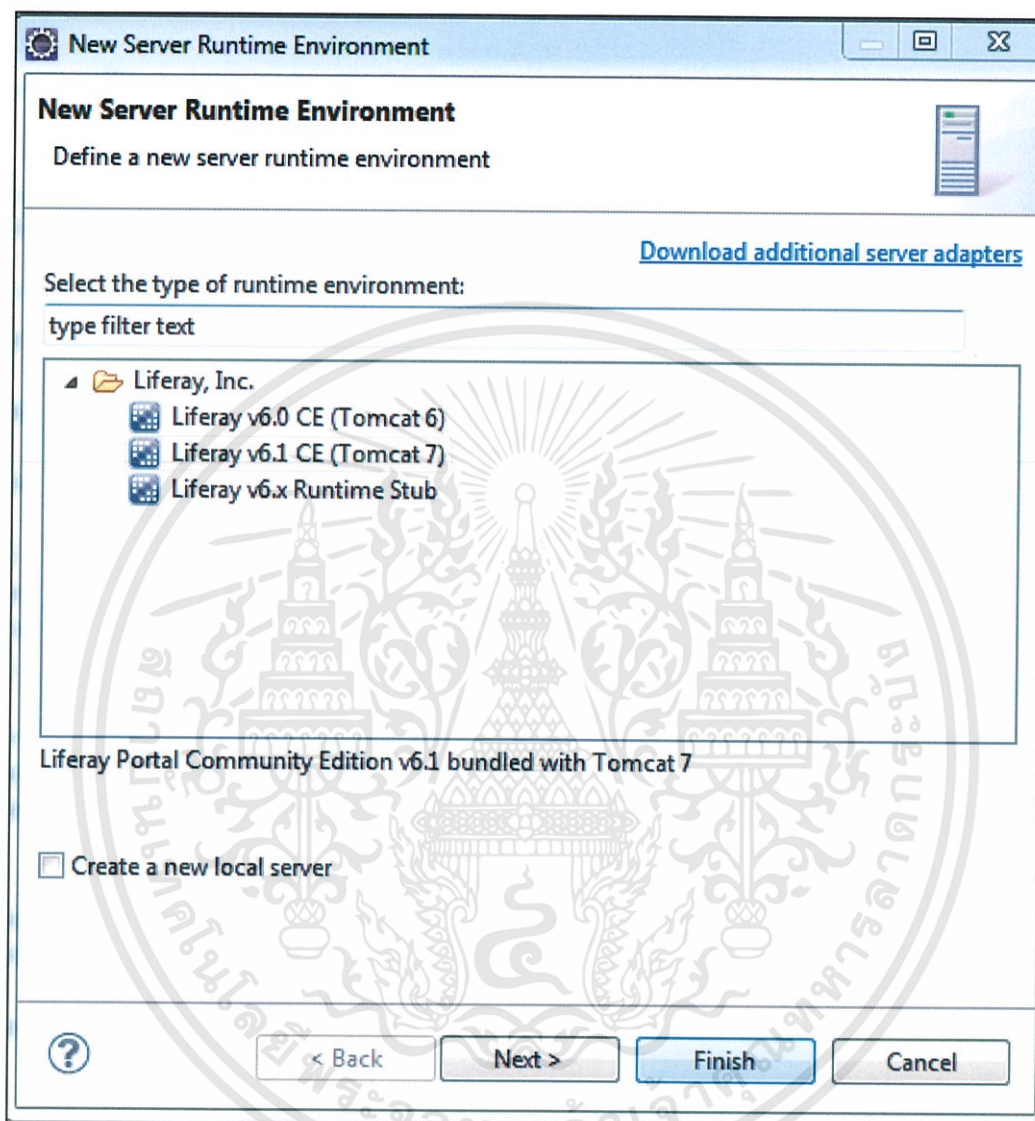 New Server Runtime Environment
New Server Runtime Environment
Define a new server runtime environment
Download additional server adapters
Select the type of runtime environment:
type filter text
Liferay, Inc.
Liferay v6.0 CE (Tomcat 6)
Liferay v6.1 CE (Tomcat 7)
Liferay v6.x Runtime Stub
Liferay Portal Community Edition v6.1 bundled with Tomcat 7
Create a new local server
?
< Back
Next >
Finish
Cancel